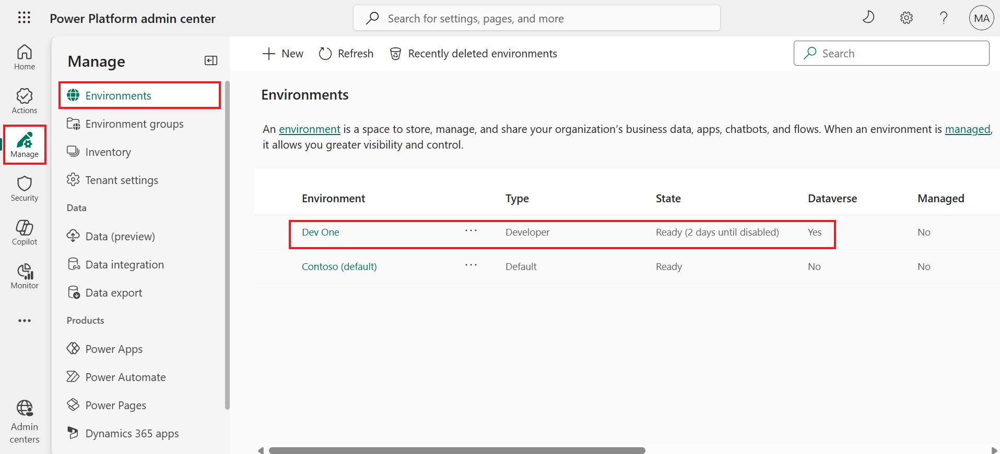 Power Platform admin center
Search for settings, pages, and more
MA
Home
Actions
Manage
Security
Copilot
Monitor
Admin
centers
Manage
Environments
Environment groups
Inventory
Tenant settings
Data
Data (preview)
Data integration
Data export
Products
Power Apps
Power Automate
Power Pages
Dynamics 365 apps
New Refresh Recently deleted environments Search
Environments
An environment is a space to store, manage, and share your organization’s business data, apps, chatbots, and flows. When an environment is managed,
it allows you greater visibility and control.
Environment Type State Dataverse Managed
Dev One ··· Developer Ready (2 days until disabled) Yes No
Contoso (default) ··· Default Ready No No